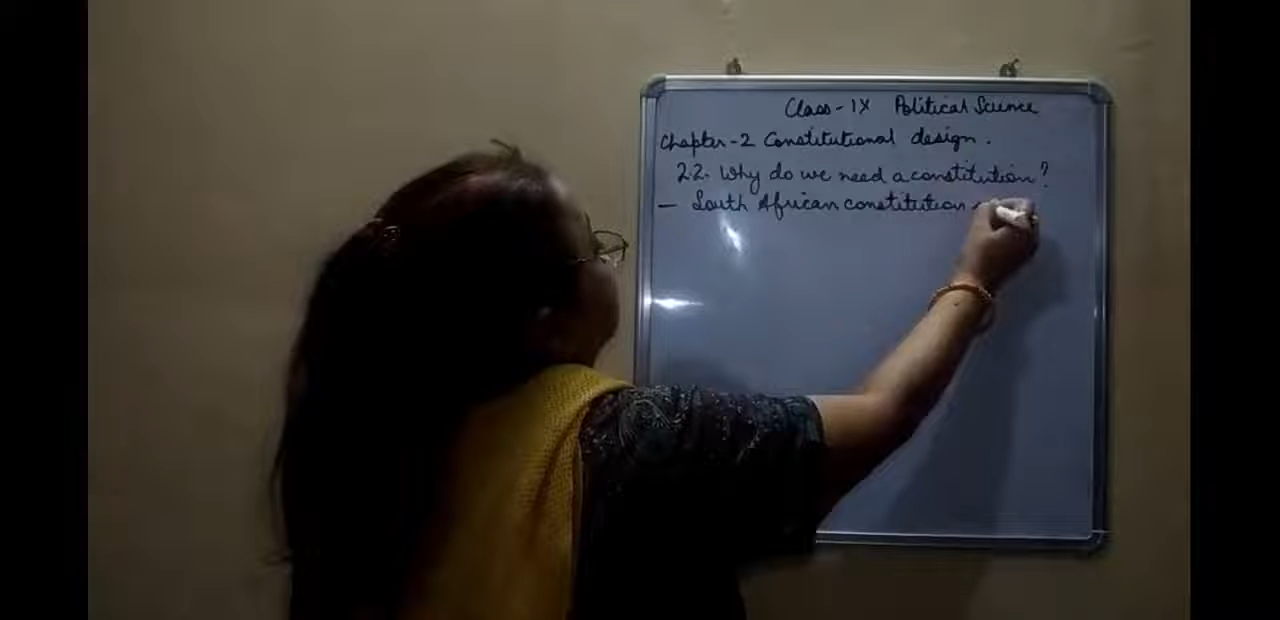 Class - IX Political Science
Chapter - 2 Constitutional design.
2.2. Why do we need a constitution?
- South African constitution